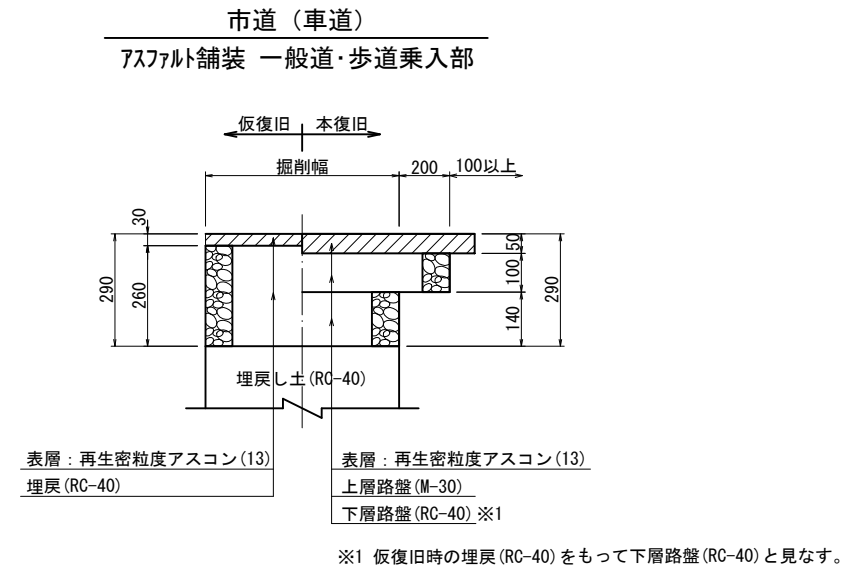 市道（車道）
ｱｽﾌｧﾙﾄ舗装 一般道･歩道乗入部
仮復旧 本復旧
掘削幅 200 100以上
30
290
260
50
100
140
290
埋戻し土(RC-40)
表層：再生密粒度アスコン(13)
埋戻(RC-40)
表層：再生密粒度アスコン(13)
上層路盤(M-30)
下層路盤(RC-40)※1
※1 仮復旧時の埋戻(RC-40)をもって下層路盤(RC-40)と見なす。